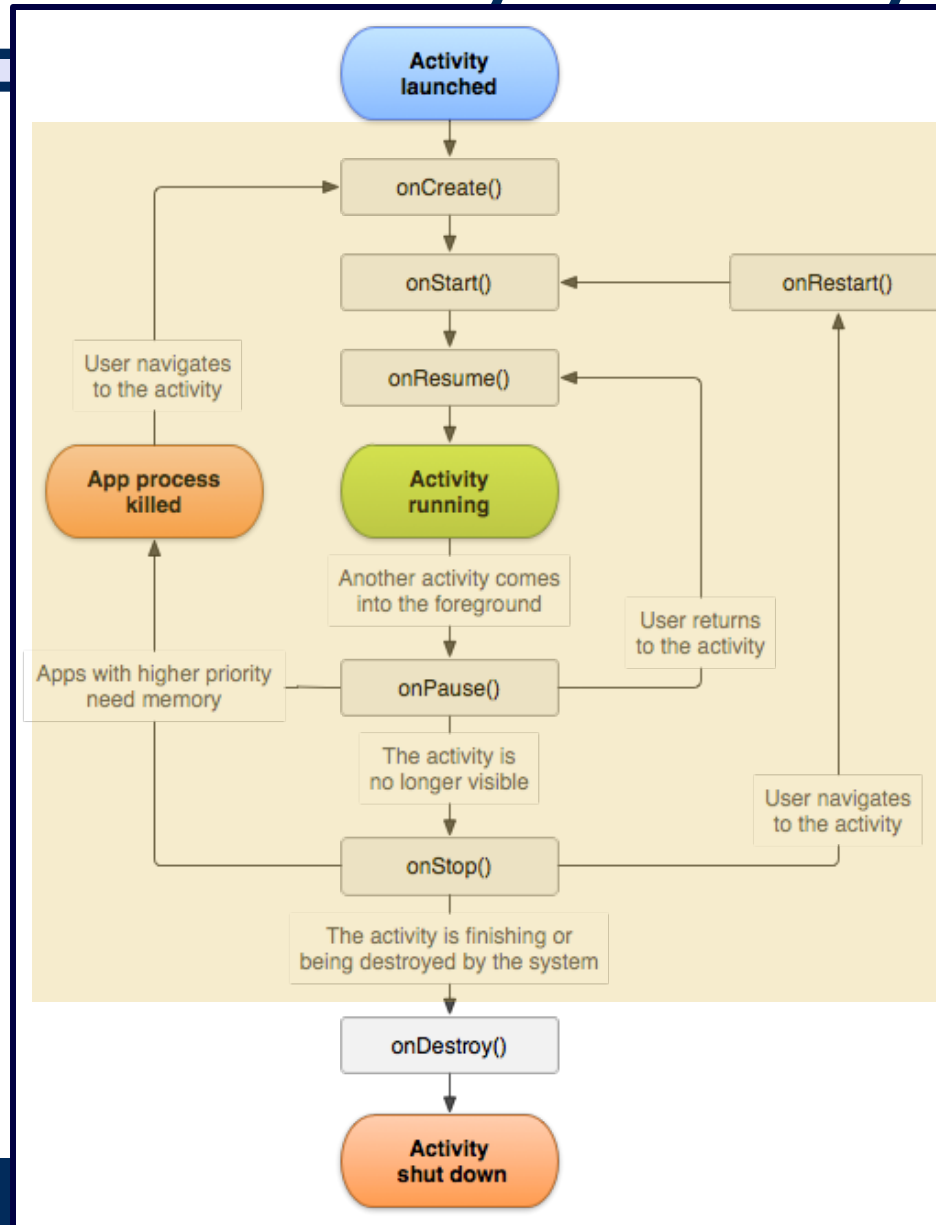 Activity
launched
onCreate()
onStart()
onRestart()
onResume()
User navigates
to the activity
App process
killed
Activity
running
Another activity comes
into the foreground
User returns
to the activity
Apps with higher priority
need memory
onPause()
The activity is
no longer visible
User navigates
to the activity
onStop()
The activity is finishing or
being destroyed by the system
onDestroy()
Activity
shut down